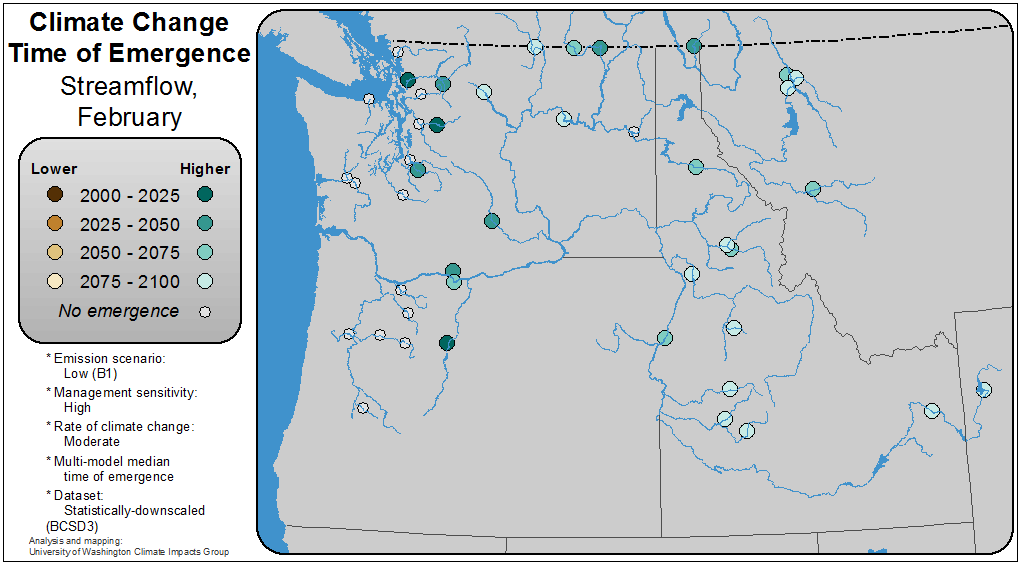 Climate Change
Time of Emergence
Streamflow,
February
Lower Higher
2000 - 2025
2025 - 2050
2050 - 2075
2075 - 2100
No emergence
* Emission scenario:
Low (B1)
* Management sensitivity:
High
* Rate of climate change:
Moderate
* Multi-model median
time of emergence
* Dataset:
Statistically-downscaled
(BCSD3)
Analysis and mapping:
University of Washington Climate Impacts Group